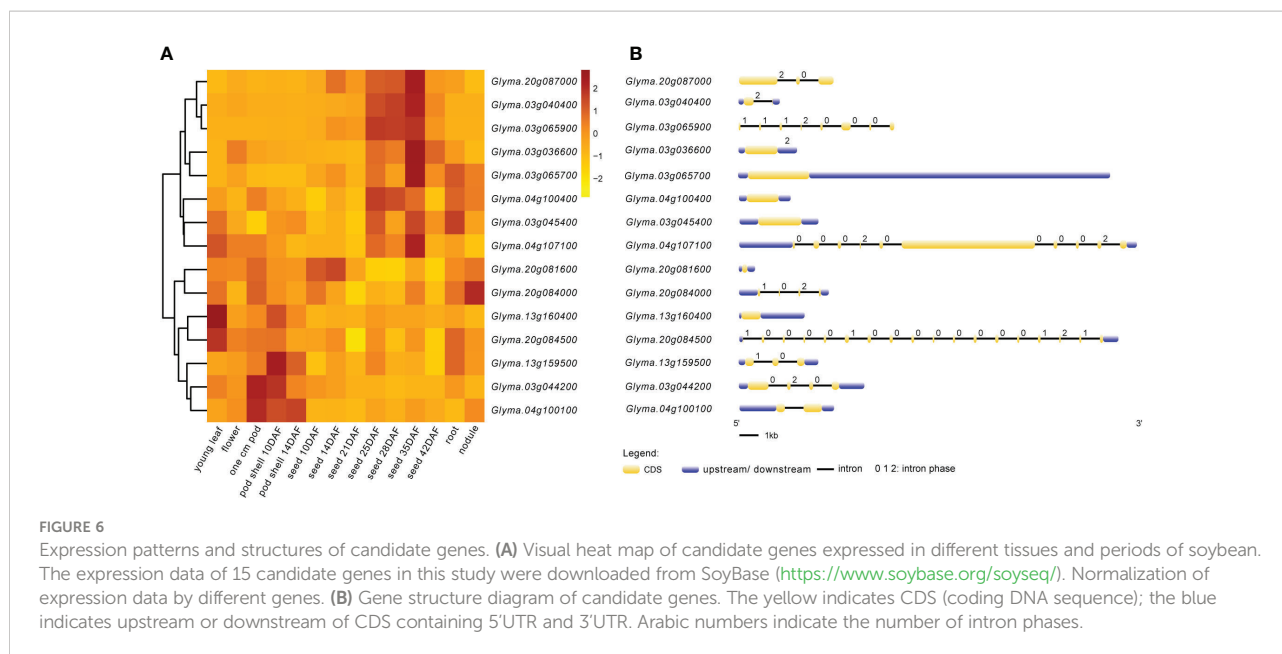 A
B
Glyma.20g087000
Glyma.03g040400
Glyma.03g065900
Glyma.03g036600
Glyma.03g065700
Glyma.04g100400
Glyma.03g045400
Glyma.04g107100
Glyma.20g081600
Glyma.20g084000
Glyma.13g160400
Glyma.20g084500
Glyma.13g159500
Glyma.03g044200
Glyma.04g100100
2
1
0
−1
−2
young leaf
flower
one cm pod
pod shell 10DAF
pod shell 14DAF
seed 10DAF
seed 14DAF
seed 21DAF
seed 25DAF
seed 28DAF
seed 35DAF
seed 42DAF
root
nodule
Glyma.20g087000 2 0
Glyma.03g040400 2
Glyma.03g065900 1 1 1 2 0 0 0
Glyma.03g036600 2
Glyma.03g065700
Glyma.04g100400
Glyma.03g045400
Glyma.04g107100 0 0 0 2 0 0 0 0 2
Glyma.20g081600
Glyma.20g084000 1 0 2
Glyma.13g160400
Glyma.20g084500 1 0 0 0 0 1 0 0 0 0 0 0 0 0 1 2 1
Glyma.13g159500 1 0
Glyma.03g044200 0 2 0
Glyma.04g100100
5' 3'
1kb
Legend:
CDS upstream/ downstream intron 0 1 2: intron phase
FIGURE 6
Expression patterns and structures of candidate genes. (A) Visual heat map of candidate genes expressed in different tissues and periods of soybean.
The expression data of 15 candidate genes in this study were downloaded from SoyBase (https://www.soybase.org/soyseq/). Normalization of
expression data by different genes. (B) Gene structure diagram of candidate genes. The yellow indicates CDS (coding DNA sequence); the blue
indicates upstream or downstream of CDS containing 5′UTR and 3′UTR. Arabic numbers indicate the number of intron phases.